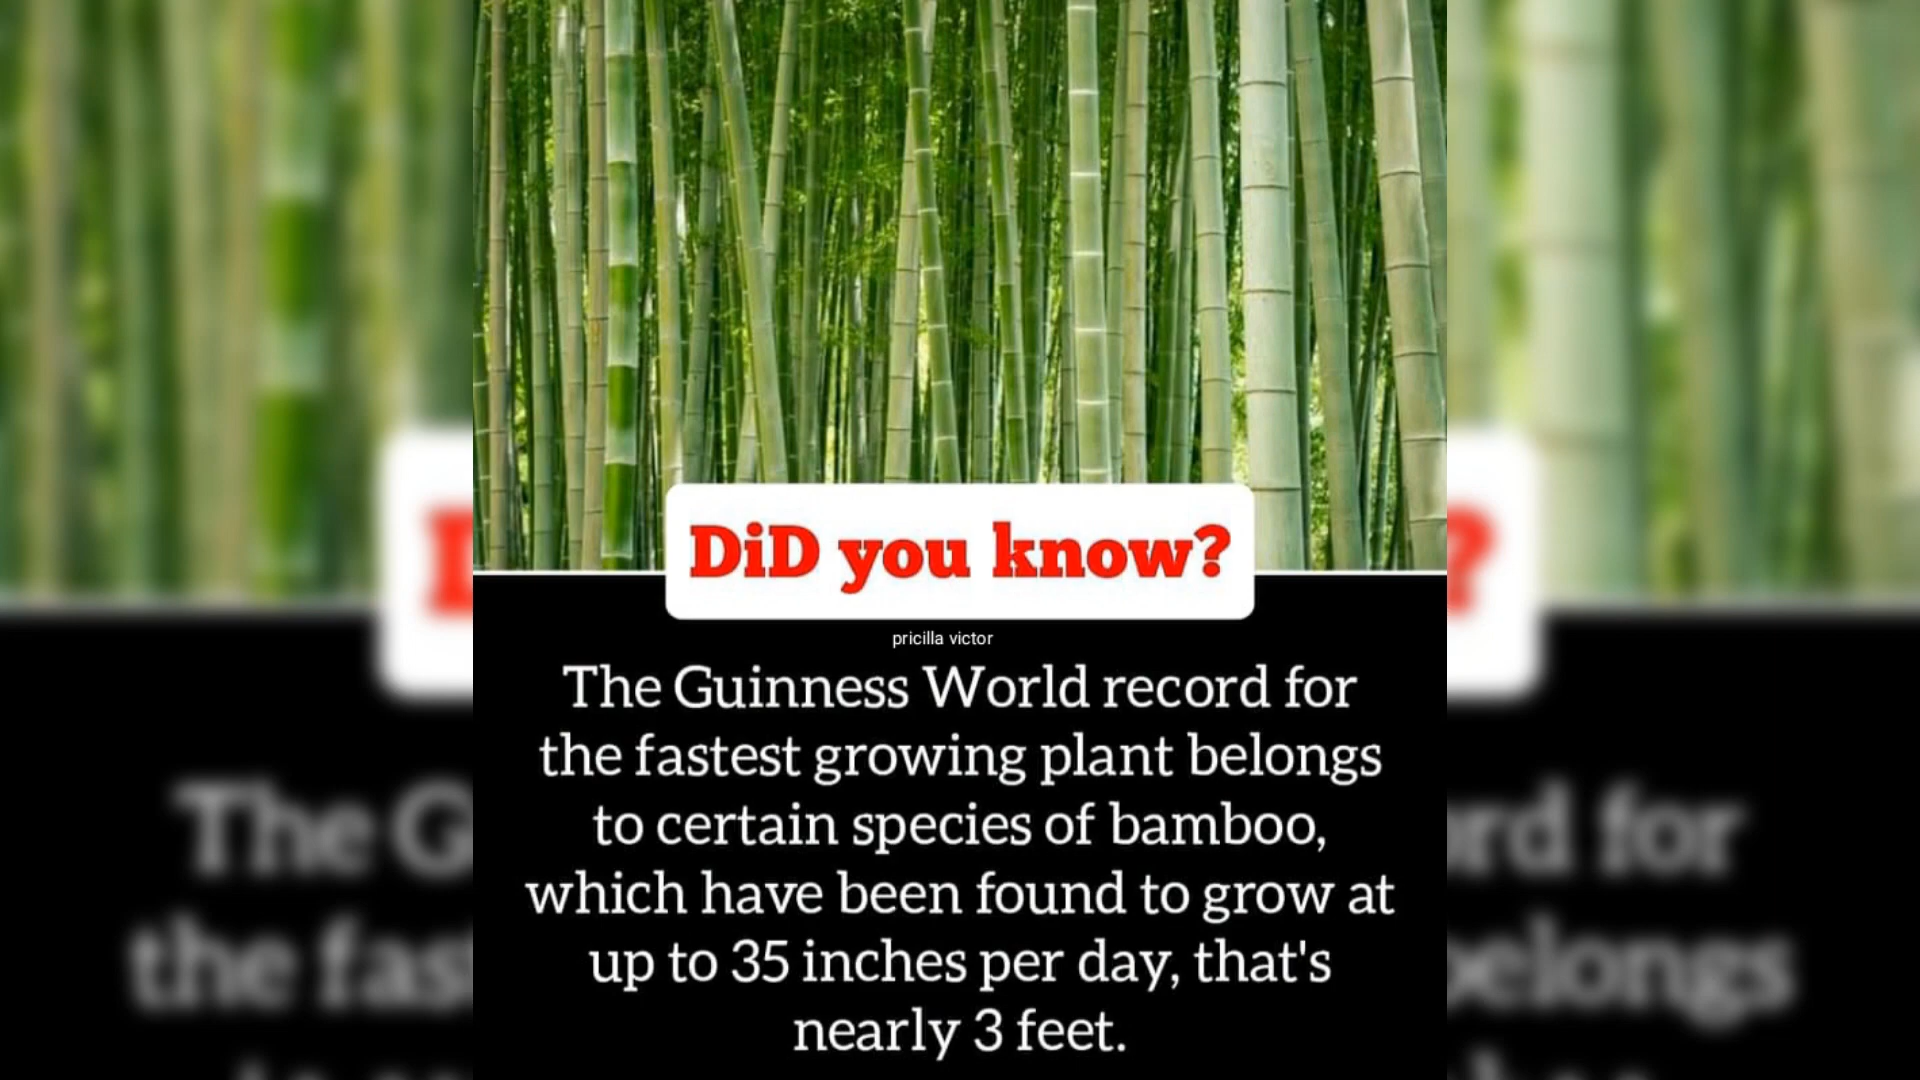 DiD you know?
pricilla victor
The Guinness World record for
the fastest growing plant belongs
to certain species of bamboo,
which have been found to grow at
up to 35 inches per day, that's
nearly 3 feet.